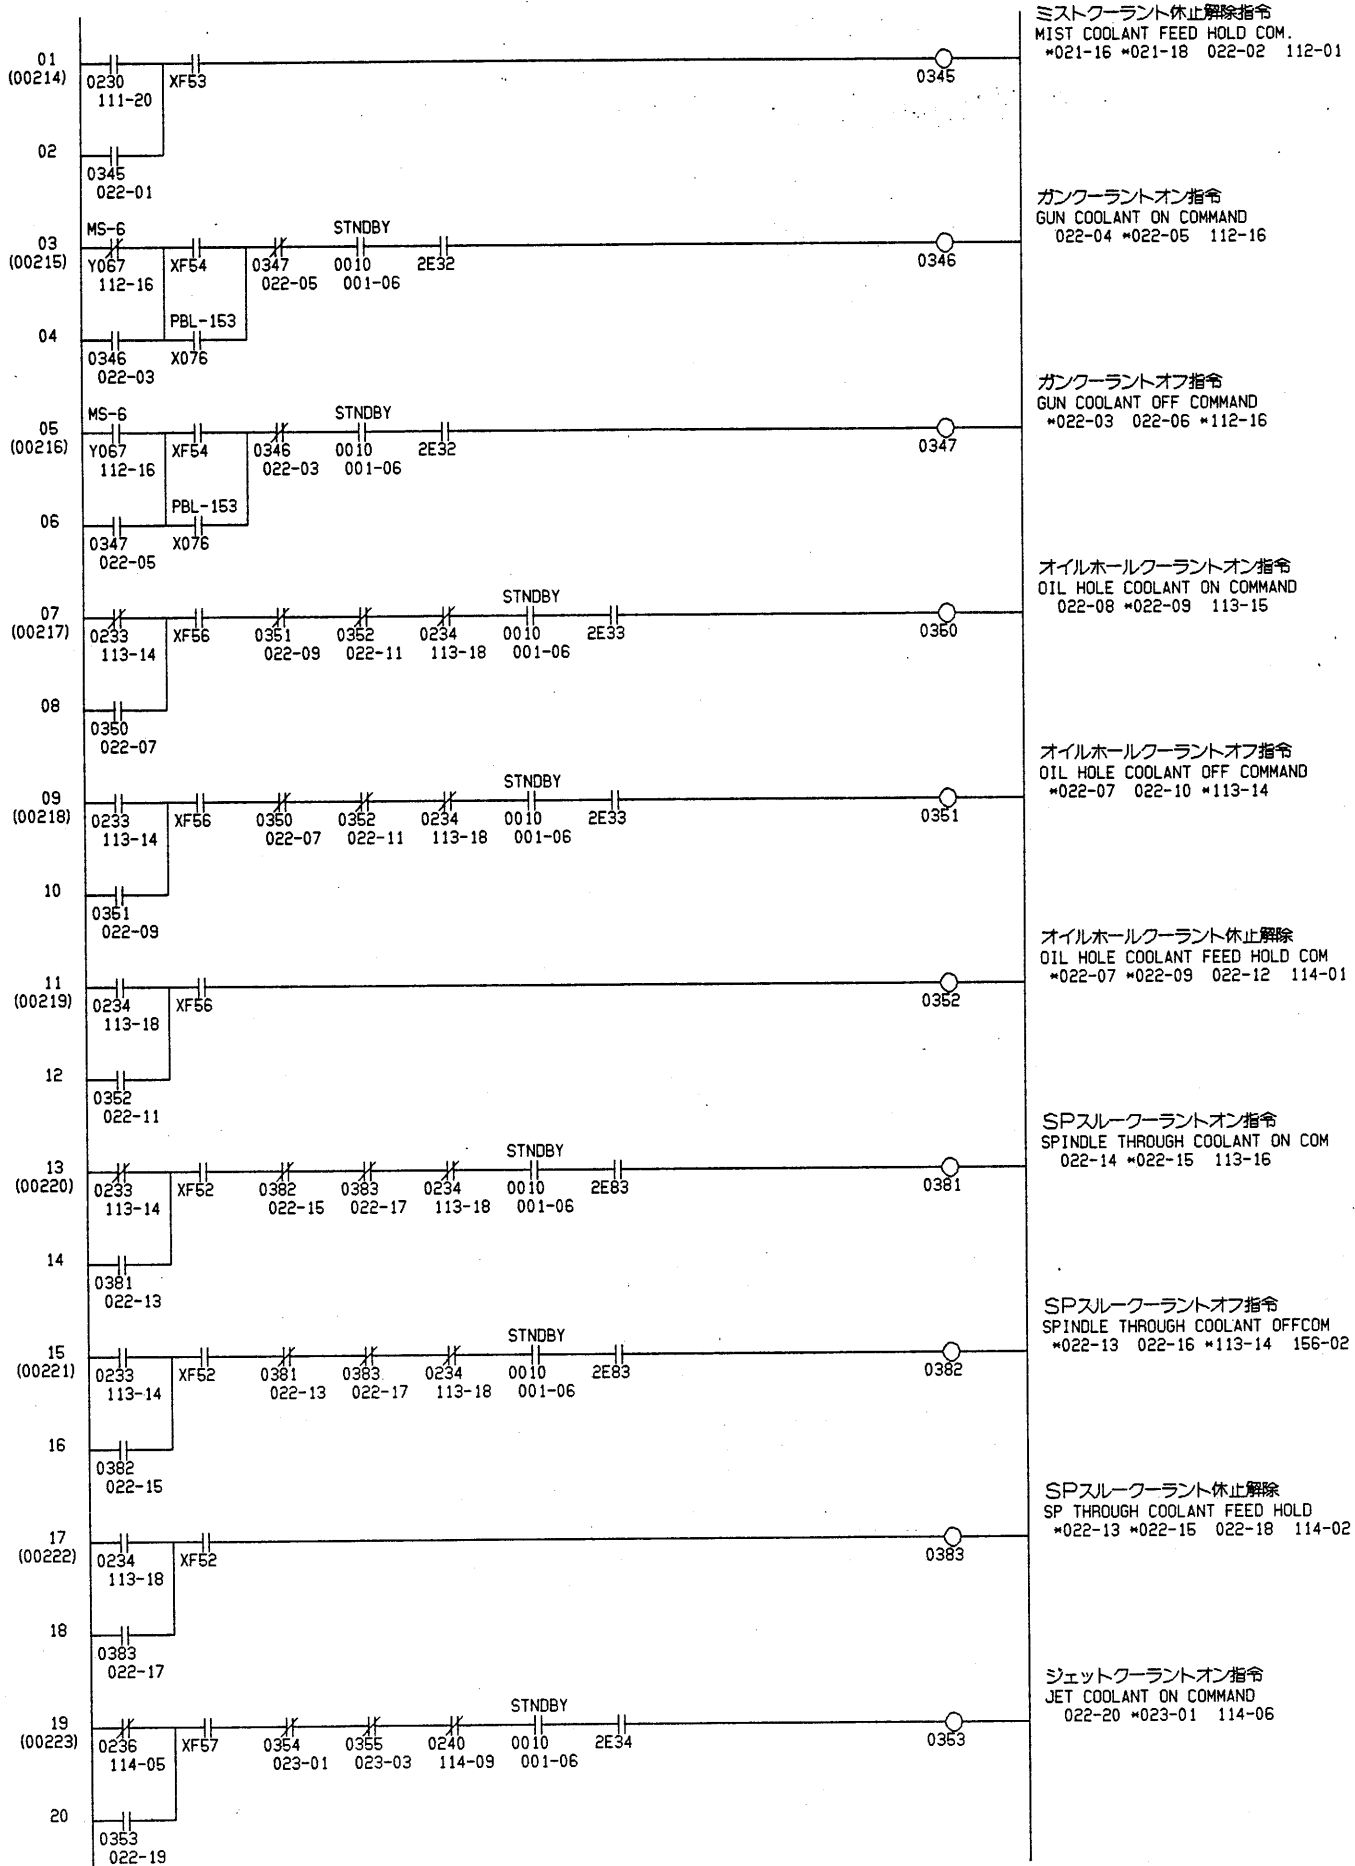 ミストクーラント休止解除指令
MIST COOLANT FEED HOLD COM.
*021-16 *021-18 022-02 112-01
01
(00214)
0230 XF53 0345
111-20
02
0345
022-01
ガンクーラントオン指令
GUN COOLANT ON COMMAND
022-04 *022-05 112-16
MS-6 STNDBY
03
(00215)
Y067 XF54 0347 0010 2E32 0346
112-16 022-05 001-06
PBL-153
04
0346 X076
022-03
ガンクーラントオフ指令
GUN COOLANT OFF COMMAND
*022-03 022-06 *112-16
MS-6 STNDBY
05
(00216)
Y067 XF54 0346 0010 2E32 0347
112-16 022-03 001-06
PBL-153
06
0347 X076
022-05
オイルホールクーラントオン指令
OIL HOLE COOLANT ON COMMAND
022-08 *022-09 113-15
STNDBY
07
(00217)
0233 XF56 0351 0352 0234 0010 2E33 0350
113-14 022-09 022-11 113-18 001-06
08
0350
022-07
オイルホールクーラントオフ指令
OIL HOLE COOLANT OFF COMMAND
*022-07 022-10 *113-14
STNDBY
09
(00218)
0233 XF56 0350 0352 0234 0010 2E33 0351
113-14 022-07 022-11 113-18 001-06
10
0351
022-09
オイルホールクーラント休止解除
OIL HOLE COOLANT FEED HOLD COM
*022-07 *022-09 022-12 114-01
11
(00219)
0234 XF56 0352
113-18
12
0352
022-11
SPスルークーラントオン指令
SPINDLE THROUGH COOLANT ON COM
022-14 *022-15 113-16
STNDBY
13
(00220)
0233 XF52 0382 0383 0234 0010 2E83 0381
113-14 022-15 022-17 113-18 001-06
14
0381
022-13
SPスルークーラントオフ指令
SPINDLE THROUGH COOLANT OFFCOM
*022-13 022-16 *113-14 156-02
STNDBY
15
(00221)
0233 XF52 0381 0383 0234 0010 2E83 0382
113-14 022-13 022-17 113-18 001-06
16
0382
022-15
SPスルークーラント休止解除
SP THROUGH COOLANT FEED HOLD
*022-13 *022-15 022-18 114-02
17
(00222)
0234 XF52 0383
113-18
18
0383
022-17
ジェットクーラントオン指令
JET COOLANT ON COMMAND
022-20 *023-01 114-06
STNDBY
19
(00223)
0236 XF57 0354 0355 0240 0010 2E34 0353
114-05 023-01 023-03 114-09 001-06
20
0353
022-19